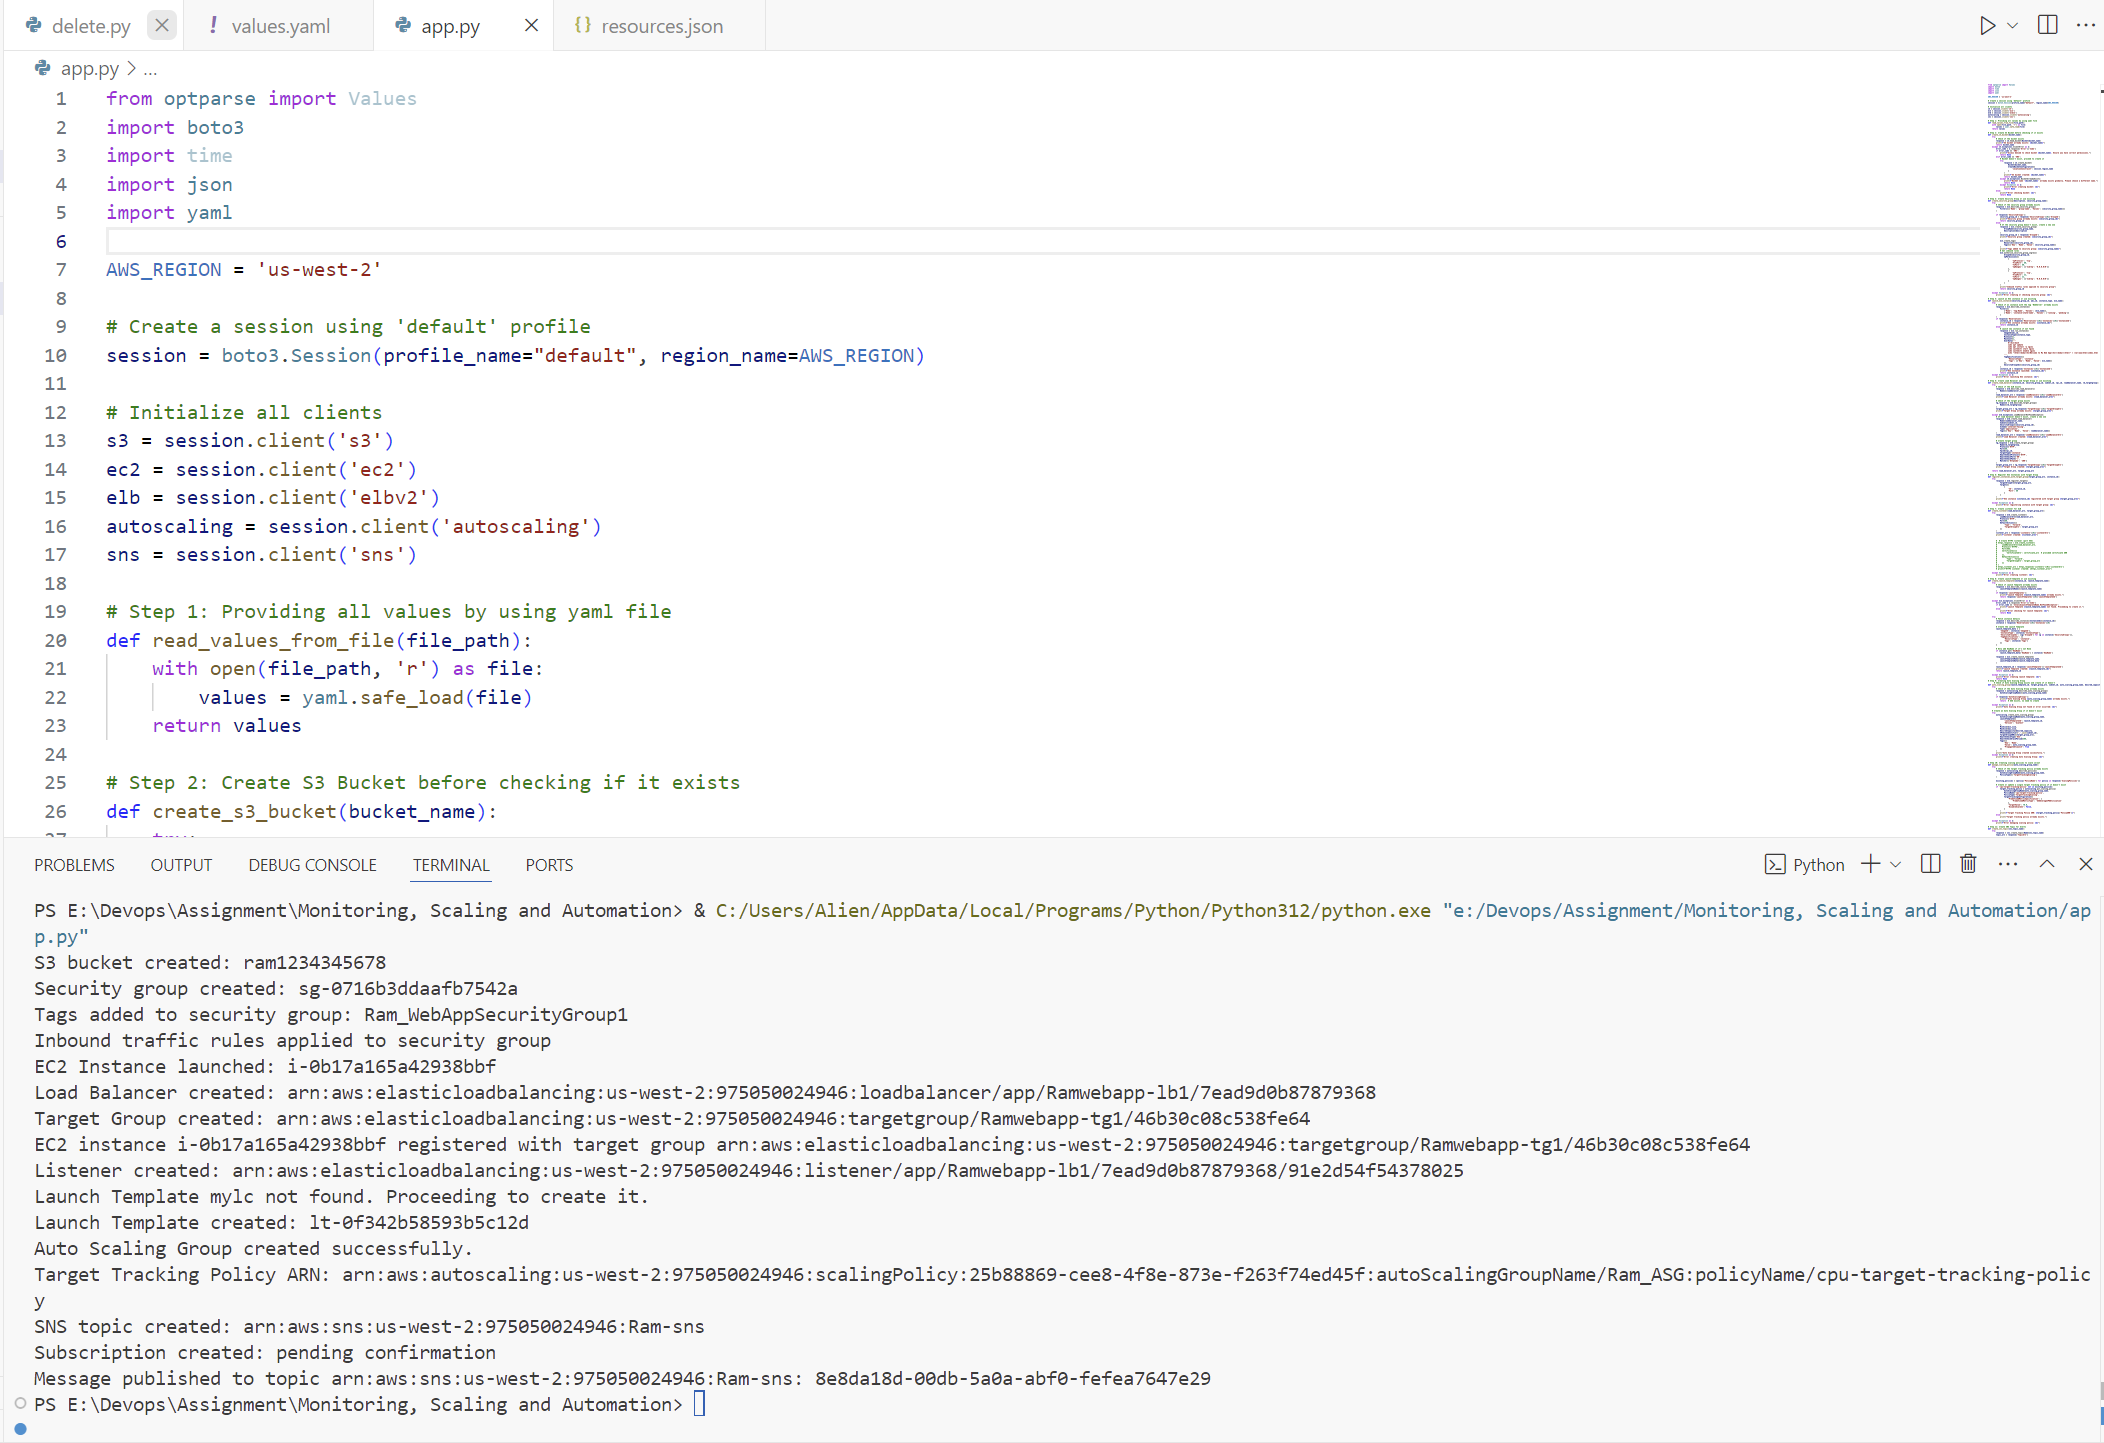 delete.py
values.yaml
app.py
resources.json
app.py > ...
1 from optparse import Values
2 import boto3
3 import time
4 import json
5 import yaml
6
7 AWS_REGION = 'us-west-2'
8
9 # Create a session using 'default' profile
10 session = boto3.Session(profile_name="default", region_name=AWS_REGION)
11
12 # Initialize all clients
13 s3 = session.client('s3')
14 ec2 = session.client('ec2')
15 elb = session.client('elbv2')
16 autoscaling = session.client('autoscaling')
17 sns = session.client('sns')
18
19 # Step 1: Providing all values by using yaml file
20 def read_values_from_file(file_path):
21     with open(file_path, 'r') as file:
22         values = yaml.safe_load(file)
23     return values
24
25 # Step 2: Create S3 Bucket before checking if it exists
26 def create_s3_bucket(bucket_name):
27     try:
PROBLEMS OUTPUT DEBUG CONSOLE TERMINAL PORTS
Python
PS E:\Devops\Assignment\Monitoring, Scaling and Automation> & C:/Users/Alien/AppData/Local/Programs/Python/Python312/python.exe "e:/Devops/Assignment/Monitoring, Scaling and Automation/ap
p.py"
S3 bucket created: ram1234345678
Security group created: sg-0716b3ddaafb7542a
Tags added to security group: Ram_WebAppSecurityGroup1
Inbound traffic rules applied to security group
EC2 Instance launched: i-0b17a165a42938bbf
Load Balancer created: arn:aws:elasticloadbalancing:us-west-2:975050024946:loadbalancer/app/Ramwebapp-lb1/7ead9d0b87879368
Target Group created: arn:aws:elasticloadbalancing:us-west-2:975050024946:targetgroup/Ramwebapp-tg1/46b30c08c538fe64
EC2 instance i-0b17a165a42938bbf registered with target group arn:aws:elasticloadbalancing:us-west-2:975050024946:targetgroup/Ramwebapp-tg1/46b30c08c538fe64
Listener created: arn:aws:elasticloadbalancing:us-west-2:975050024946:listener/app/Ramwebapp-lb1/7ead9d0b87879368/91e2d54f54378025
Launch Template mylc not found. Proceeding to create it.
Launch Template created: lt-0f342b58593b5c12d
Auto Scaling Group created successfully.
Target Tracking Policy ARN: arn:aws:autoscaling:us-west-2:975050024946:scalingPolicy:25b88869-cee8-4f8e-873e-f263f74ed45f:autoScalingGroupName/Ram_ASG:policyName/cpu-target-tracking-polic
y
SNS topic created: arn:aws:sns:us-west-2:975050024946:Ram-sns
Subscription created: pending confirmation
Message published to topic arn:aws:sns:us-west-2:975050024946:Ram-sns: 8e8da18d-00db-5a0a-abf0-fefea7647e29
PS E:\Devops\Assignment\Monitoring, Scaling and Automation>